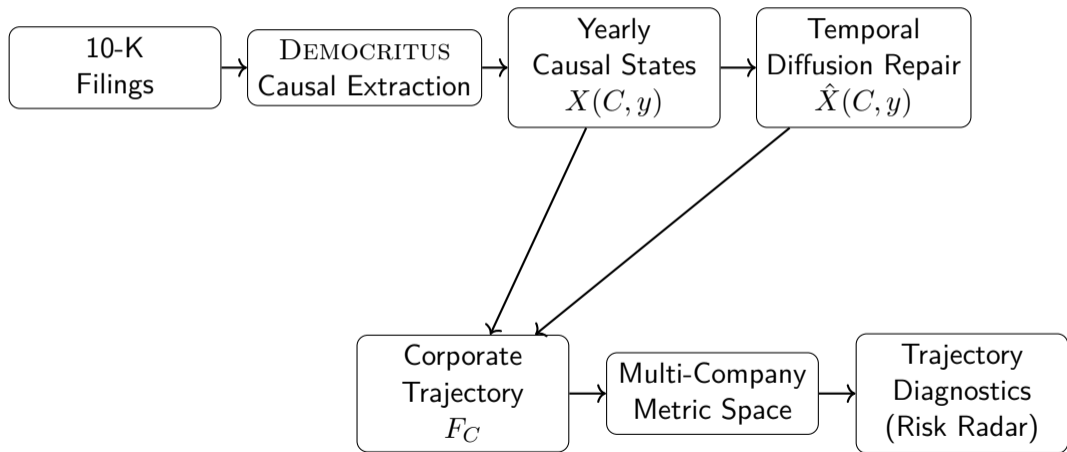 10-K
Filings
DEMOCRITUS
Causal Extraction
Yearly
Causal States
X(C, y)
Temporal
Diffusion Repair
X̂(C, y)
Corporate
Trajectory
F_C
Multi-Company
Metric Space
Trajectory
Diagnostics
(Risk Radar)